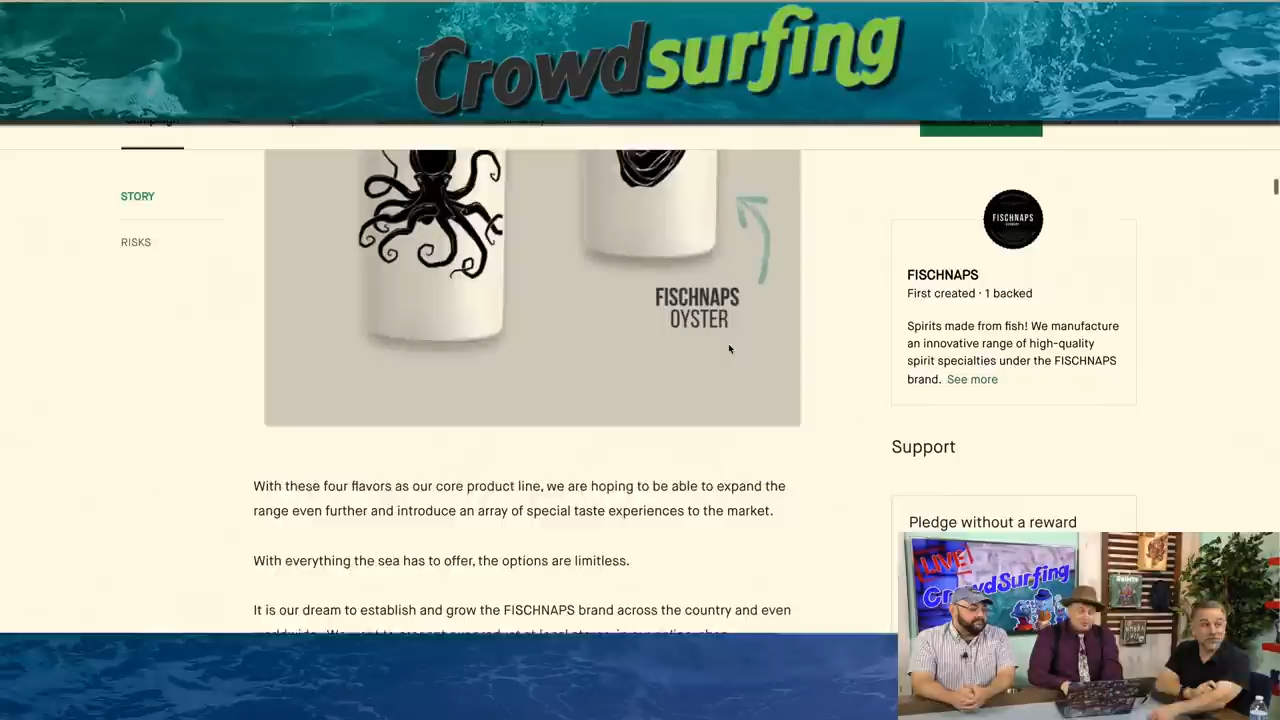 Crowdsurfing
Campaign
STORY
RISKS
FISCHNAPS
OYSTER
FISCHNAPS
FISCHNAPS
First created · 1 backed
Spirits made from fish! We manufacture
an innovative range of high-quality
spirit specialties under the FISCHNAPS
brand. See more
Support
Pledge without a reward
With these four flavors as our core product line, we are hoping to be able to expand the
range even further and introduce an array of special taste experiences to the market.
With everything the sea has to offer, the options are limitless.
It is our dream to establish and grow the FISCHNAPS brand across the country and even
LIVE!
CrowdSurfing